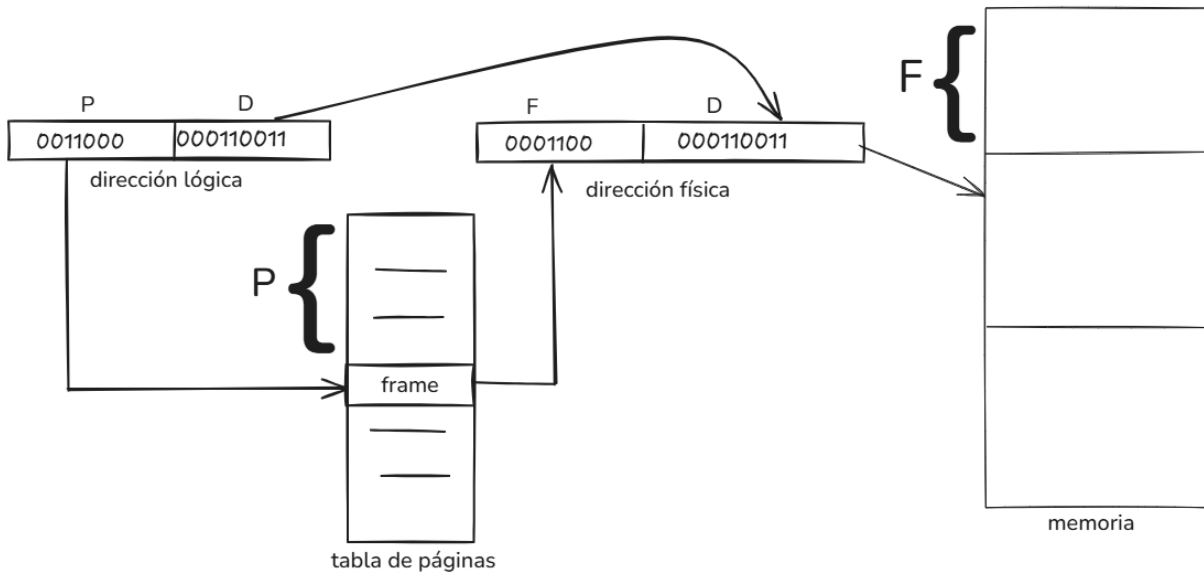 P D
0011000 000110011
dirección lógica
F D
0001100 000110011
dirección física
P
frame
tabla de páginas
F
memoria